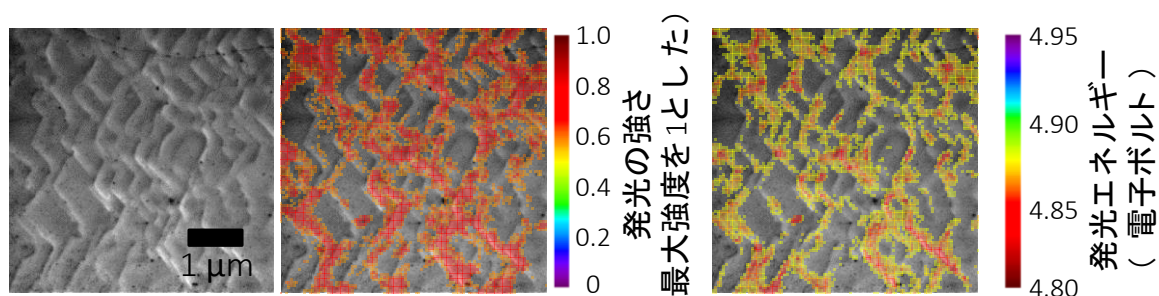 1 μm
1.0
0.8
0.6
0.4
0.2
0
発光の強さ
最大強度を1とした)
4.95
4.90
4.85
4.80
発光エネルギー
( 電子ボルト )